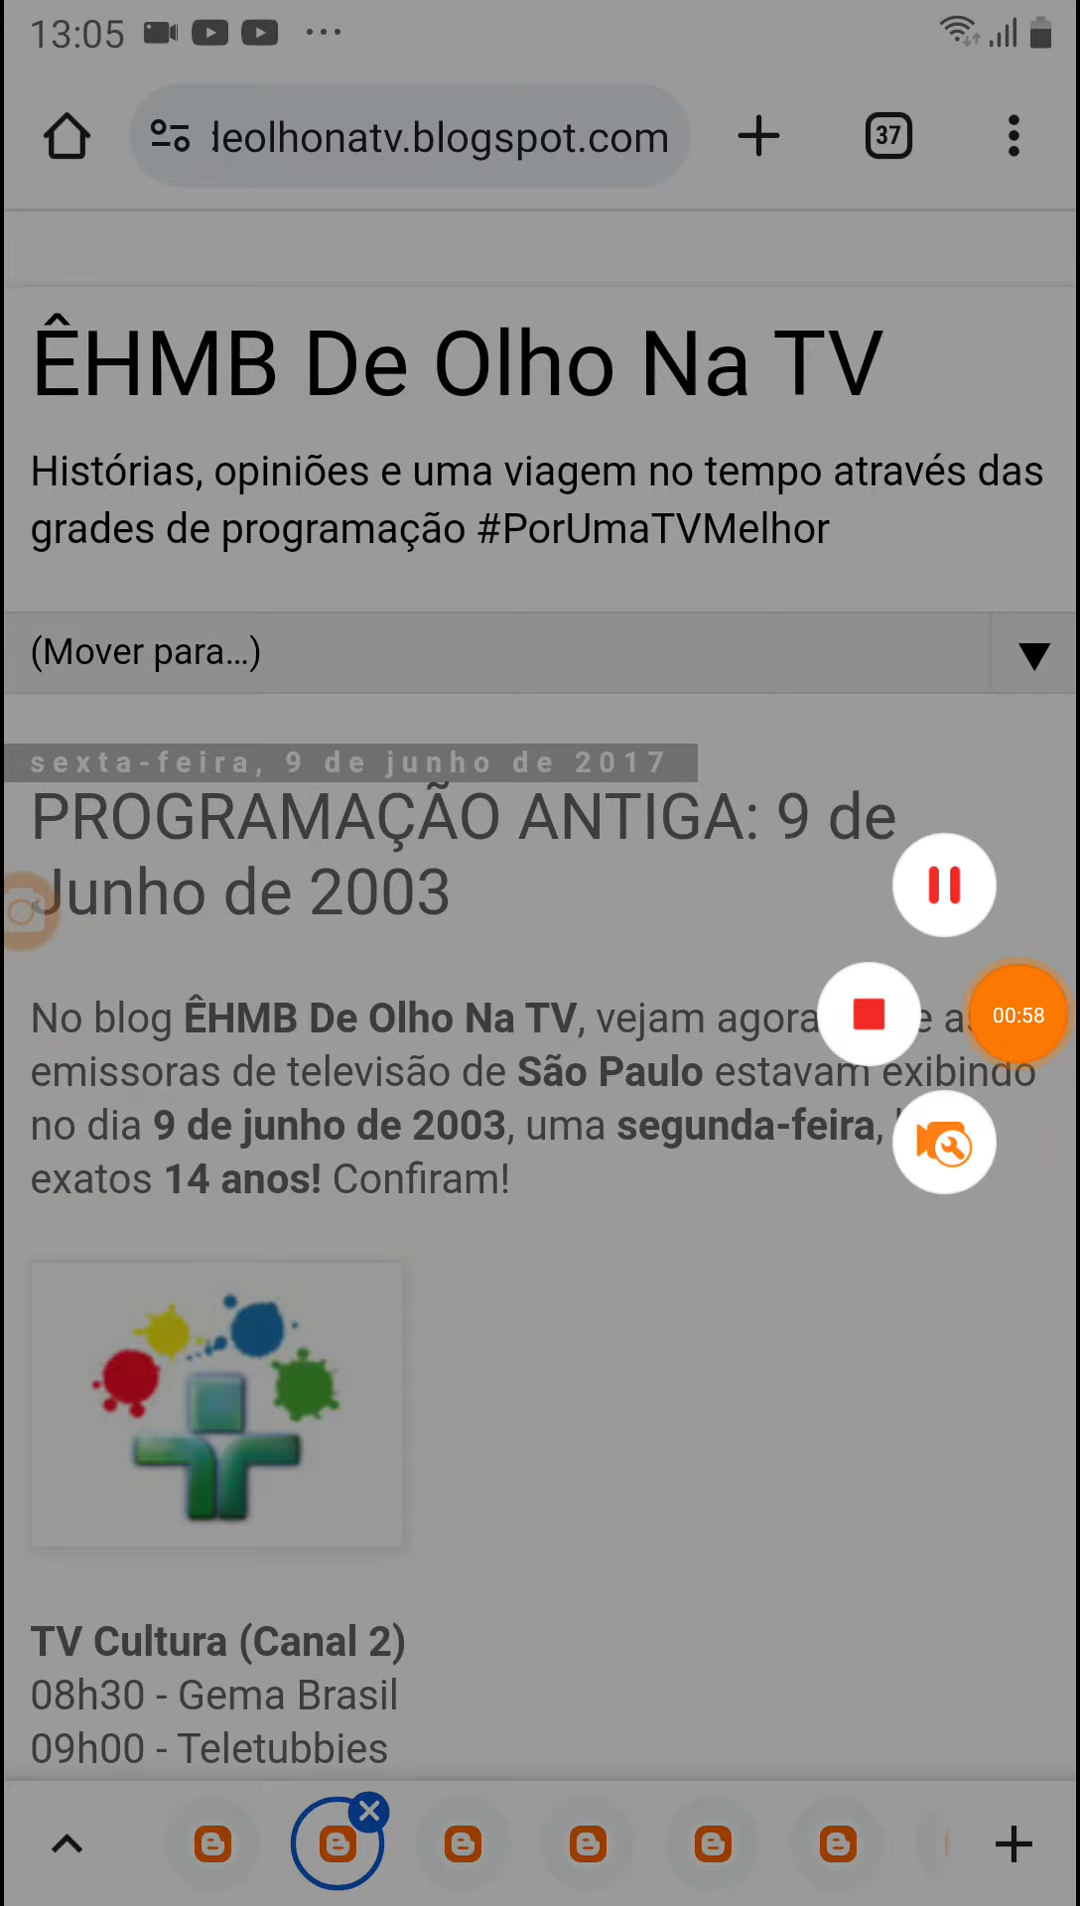 13:05
deolhonatv.blogspot.com
37
ÊHMB De Olho Na TV
Histórias, opiniões e uma viagem no tempo através das
grades de programação #PorUmaTVMelhor
(Mover para...)
sexta-feira, 9 de junho de 2017
PROGRAMAÇÃO ANTIGA: 9 de
Junho de 2003
No blog ÊHMB De Olho Na TV, vejam agora
00:58
emissoras de televisão de São Paulo estavam exibindo
no dia 9 de junho de 2003, uma segunda-feira,
exatos 14 anos! Confiram!
TV Cultura (Canal 2)
08h30 - Gema Brasil
09h00 - Teletubbies